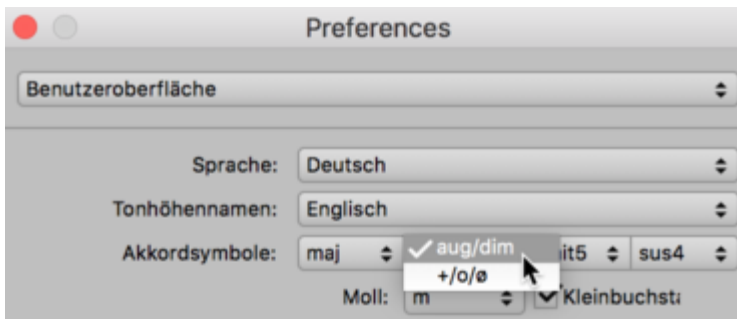 Preferences
Benutzeroberfläche
Sprache: Deutsch
Tonhöhennamen: Englisch
Akkordsymbole: maj ✓ aug/dim sus4
+/o/ø
Moll: m